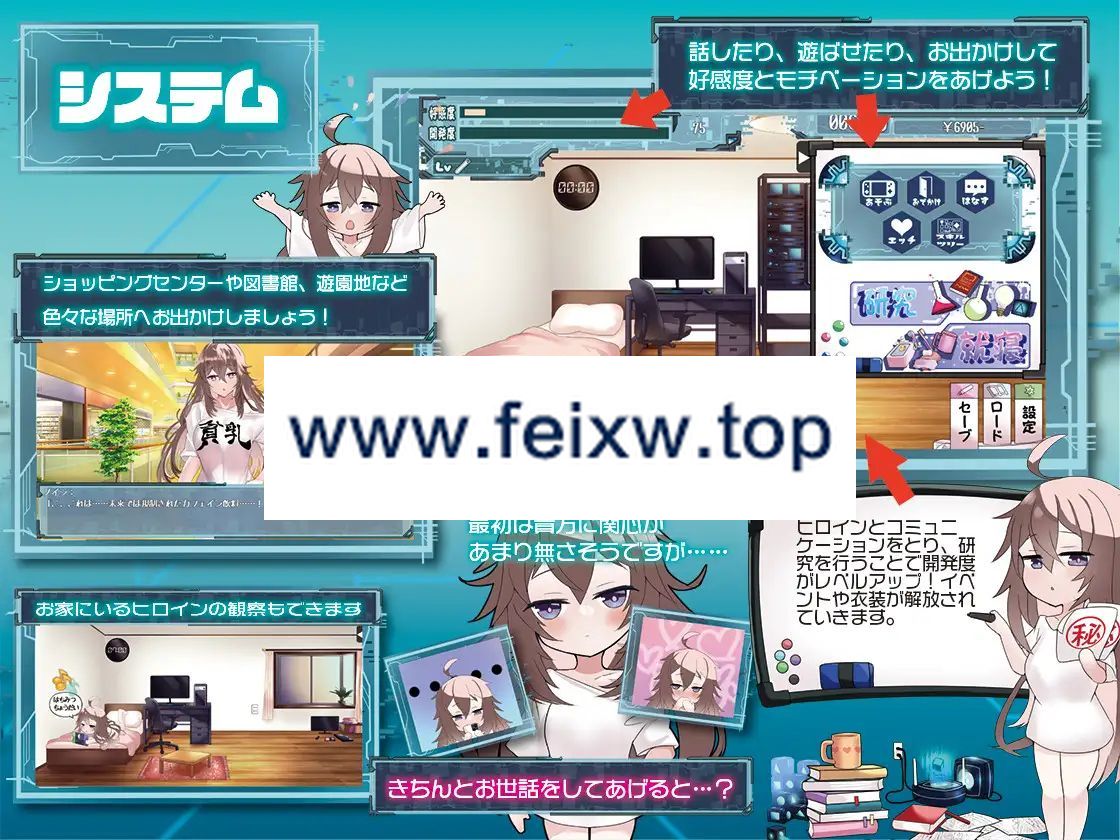 システム
話したり、遊ばせたり、お出かけして
好感度とモチベーションをあげよう！
好感度
開発度
Lv
75
￥6905-
00:00
あそぶ
おでかけ
はなす
エッチ
スキル
ツリー
研究
就寝
セーブ
ロード
設定
ショッピングセンターや図書館、遊園地など
色々な場所へお出かけしましょう！
貧乳
www.feixw.top
最初は貴方に関心が
あまり無さそうですが……
ヒロインとコミュニ
ケーションをとり、研
究を行うことで開発度
がレベルアップ！イベ
ントや衣装が解放され
ていきます。
秘
お家にいるヒロインの観察もできます
07:00
はちみつ
ちょうだい
きちんとお世話をしてあげると…？